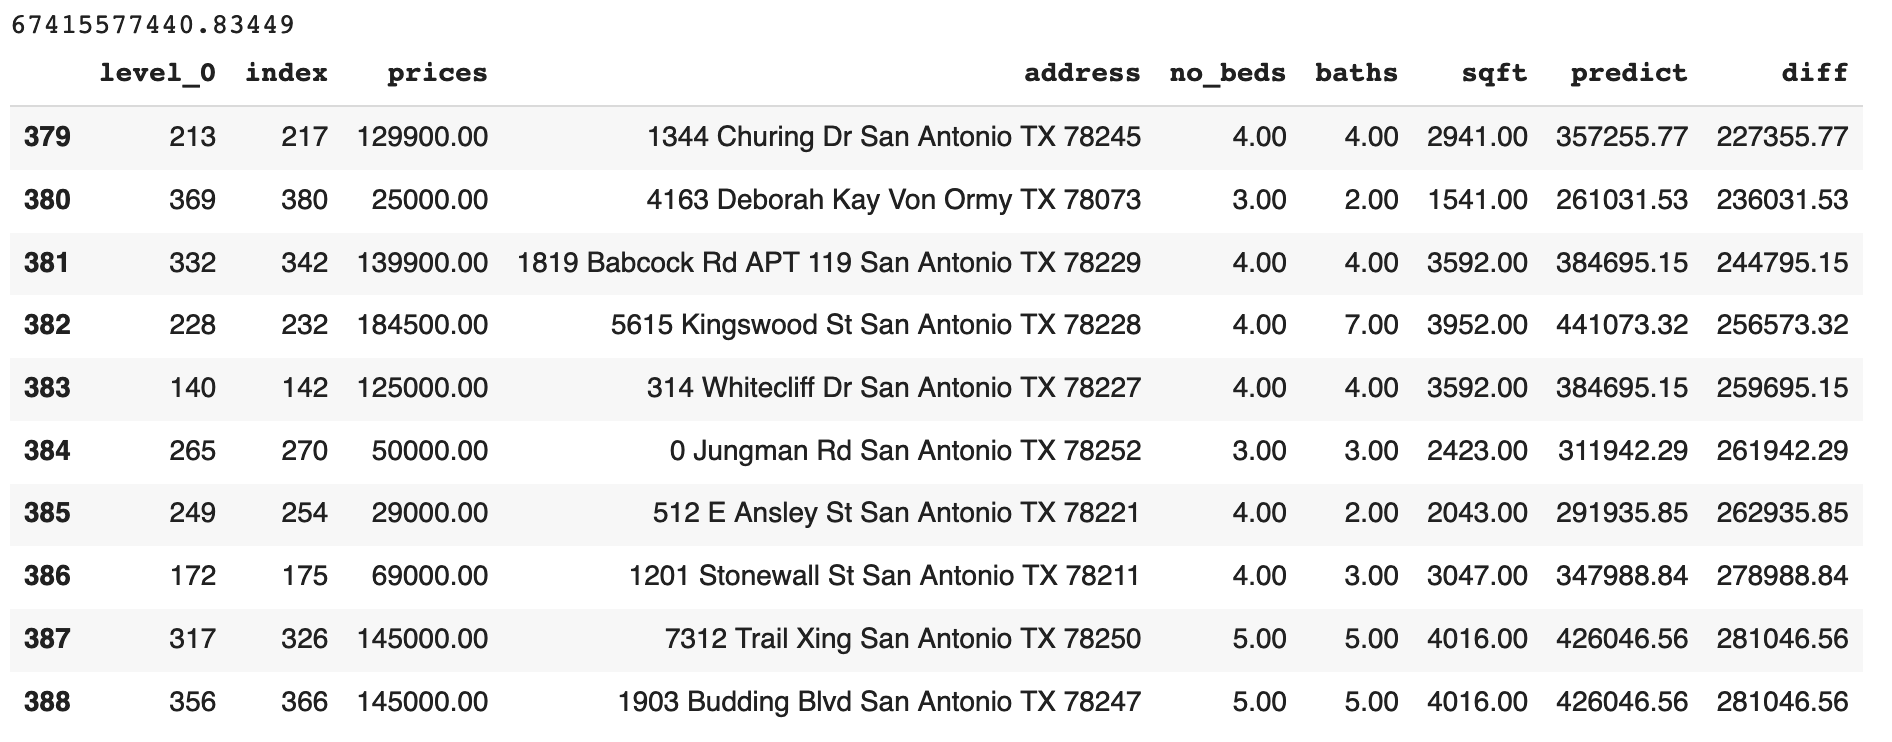 67415577440.83449
level_0 index prices address no_beds baths sqft predict diff
379 213 217 129900.00 1344 Churing Dr San Antonio TX 78245 4.00 4.00 2941.00 357255.77 227355.77
380 369 380 25000.00 4163 Deborah Kay Von Ormy TX 78073 3.00 2.00 1541.00 261031.53 236031.53
381 332 342 139900.00 1819 Babcock Rd APT 119 San Antonio TX 78229 4.00 4.00 3592.00 384695.15 244795.15
382 228 232 184500.00 5615 Kingswood St San Antonio TX 78228 4.00 7.00 3952.00 441073.32 256573.32
383 140 142 125000.00 314 Whitecliff Dr San Antonio TX 78227 4.00 4.00 3592.00 384695.15 259695.15
384 265 270 50000.00 0 Jungman Rd San Antonio TX 78252 3.00 3.00 2423.00 311942.29 261942.29
385 249 254 29000.00 512 E Ansley St San Antonio TX 78221 4.00 2.00 2043.00 291935.85 262935.85
386 172 175 69000.00 1201 Stonewall St San Antonio TX 78211 4.00 3.00 3047.00 347988.84 278988.84
387 317 326 145000.00 7312 Trail Xing San Antonio TX 78250 5.00 5.00 4016.00 426046.56 281046.56
388 356 366 145000.00 1903 Budding Blvd San Antonio TX 78247 5.00 5.00 4016.00 426046.56 281046.56